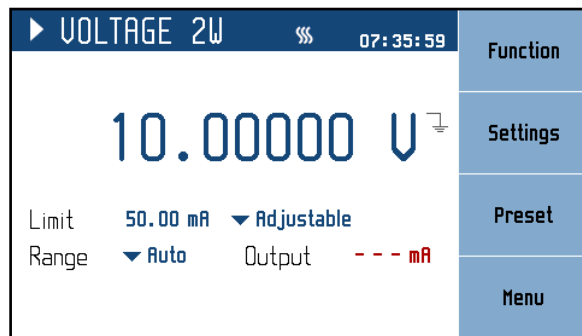 VOLTAGE 2W 07:35:59
10.00000 V
Limit 50.00 mA Adjustable
Range Auto Output - - - mA
Function
Settings
Preset
Menu